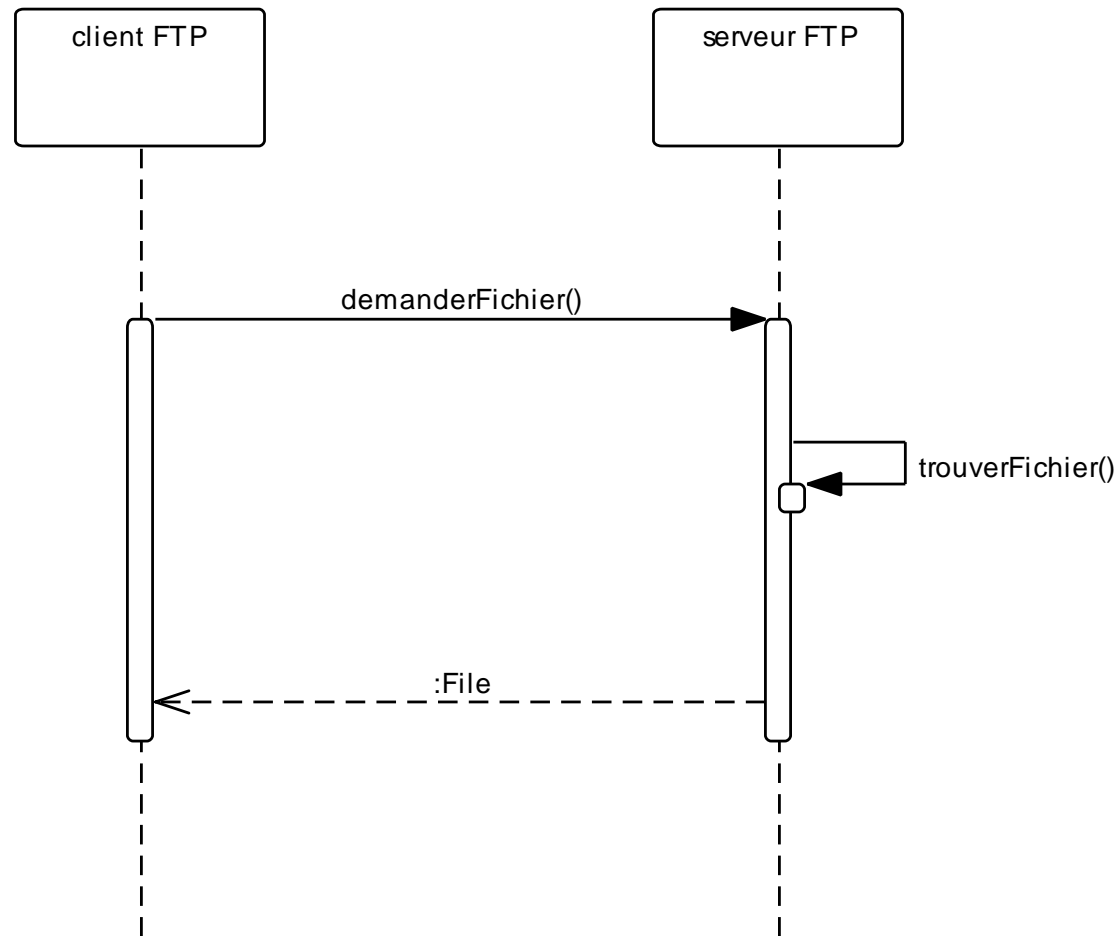 client FTP
serveur FTP
demanderFichier()
trouverFichier()
:File